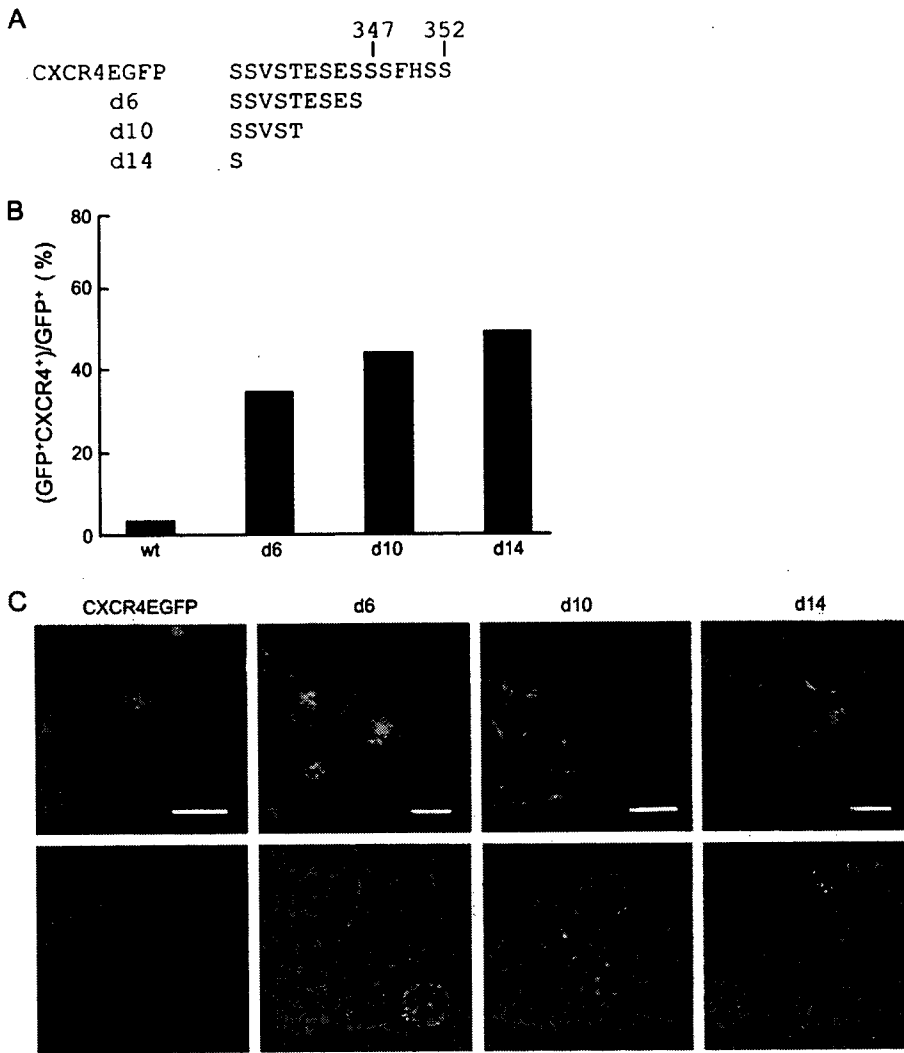 A
347 352
CXCR4EGFP SSVSTESESSSFHSS
d6 SSVSTESES
d10 SSVST
d14 S
B
(GFP⁺CXCR4⁺)/GFP⁺ (%)
80
60
40
20
0
wt d6 d10 d14
C
CXCR4EGFP d6 d10 d14